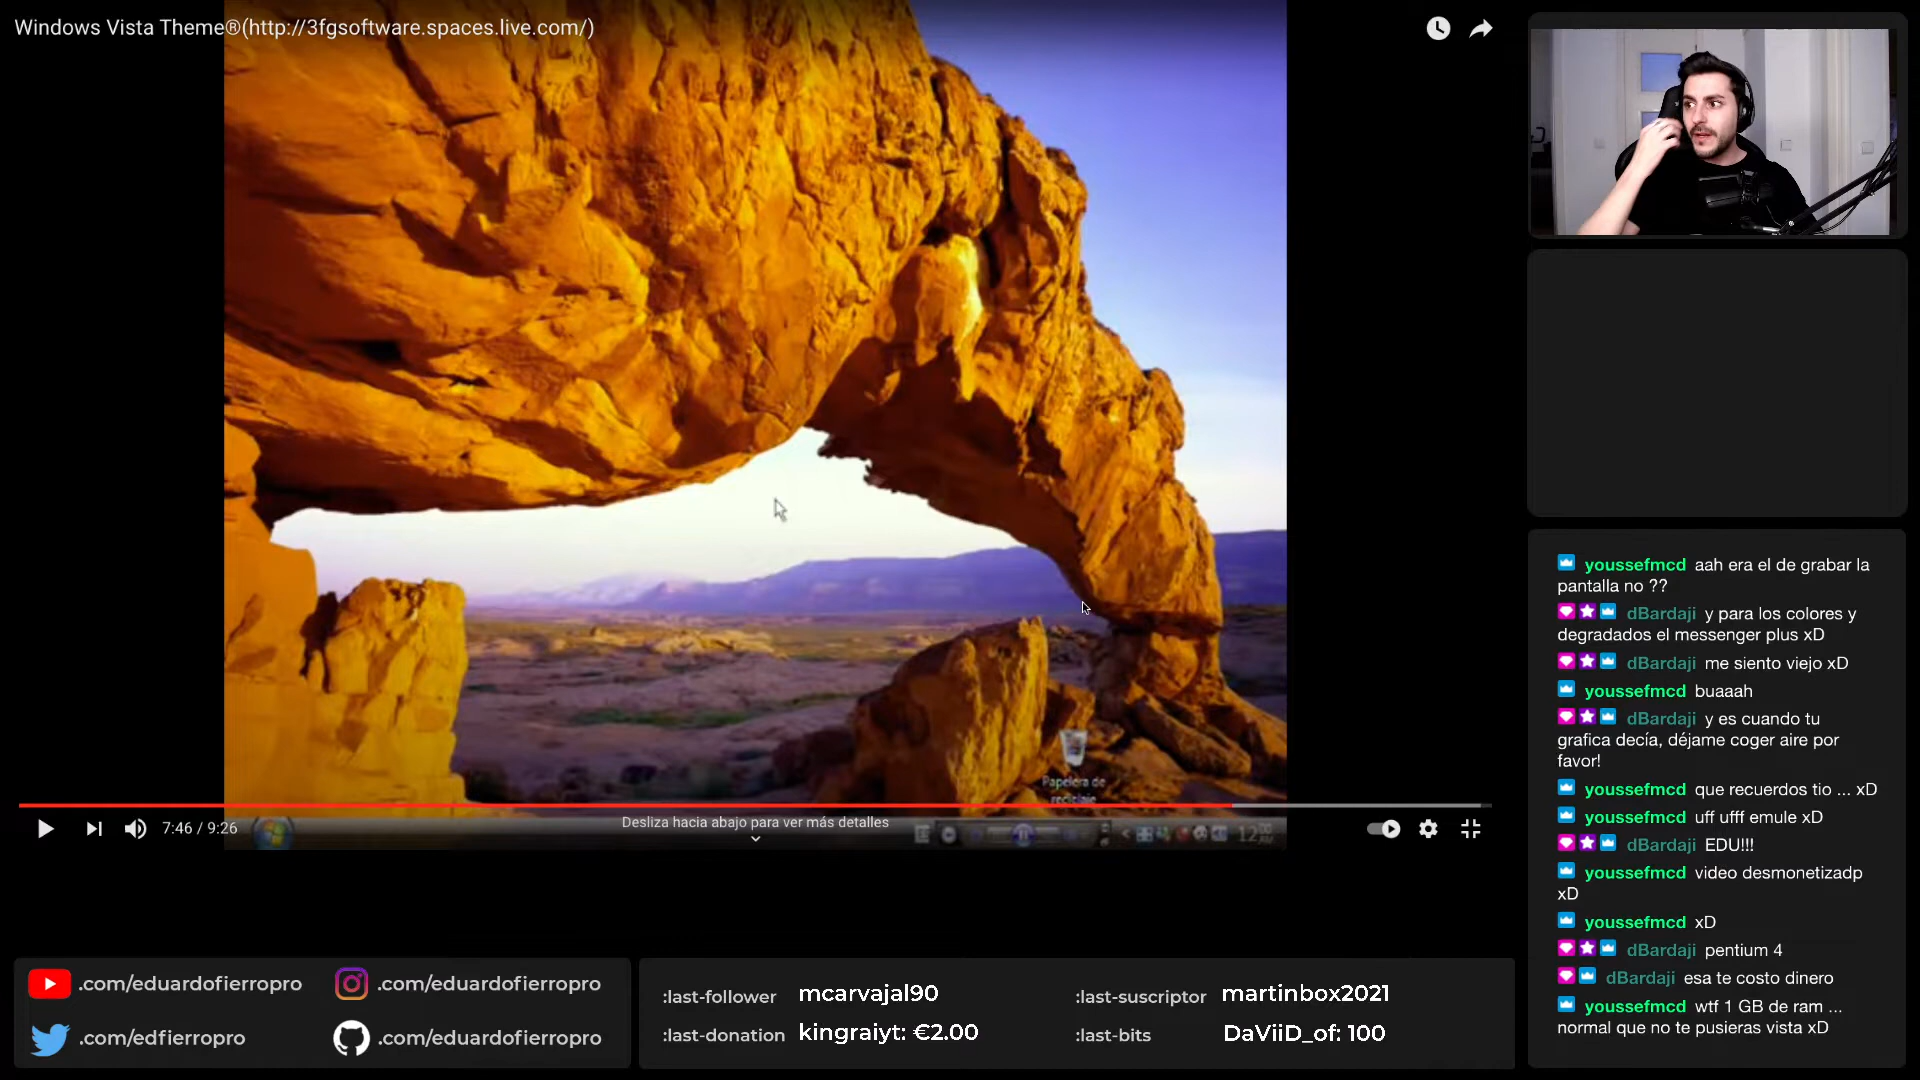 Windows Vista Theme®(http://3fgsoftware.spaces.live.com/)
Papelera de
reciclaje
7:46 / 9:26
Desliza hacia abajo para ver más detalles
youssefmcd aah era el de grabar la
pantalla no ??
dBardaji y para los colores y
degradados el messenger plus xD
dBardaji me siento viejo xD
youssefmcd buaaah
dBardaji y es cuando tu
grafica decía, déjame coger aire por
favor!
youssefmcd que recuerdos tio ... xD
youssefmcd uff ufff emule xD
dBardaji EDU!!!
youssefmcd video desmonetizadp
xD
youssefmcd xD
dBardaji pentium 4
dBardaji esa te costo dinero
youssefmcd wtf 1 GB de ram ...
normal que no te pusieras vista xD
.com/eduardofierropro
.com/eduardofierropro
.com/edfierropro
.com/eduardofierropro
:last-follower mcarvajal90
:last-suscriptor martinbox2021
:last-donation kingraiyt: €2.00
:last-bits DaViiD_of: 100